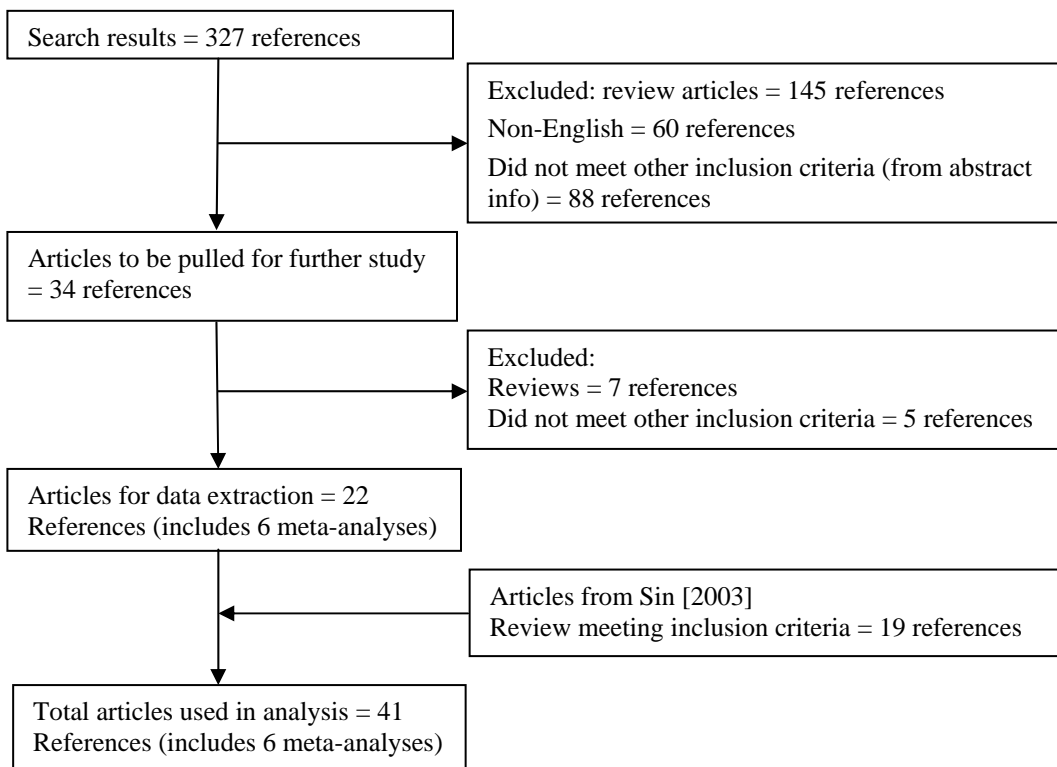 Search results = 327 references
Excluded: review articles = 145 references
Non-English = 60 references
Did not meet other inclusion criteria (from abstract
info) = 88 references
Articles to be pulled for further study
= 34 references
Excluded:
Reviews = 7 references
Did not meet other inclusion criteria = 5 references
Articles for data extraction = 22
References (includes 6 meta-analyses)
Articles from Sin [2003]
Review meeting inclusion criteria = 19 references
Total articles used in analysis = 41
References (includes 6 meta-analyses)